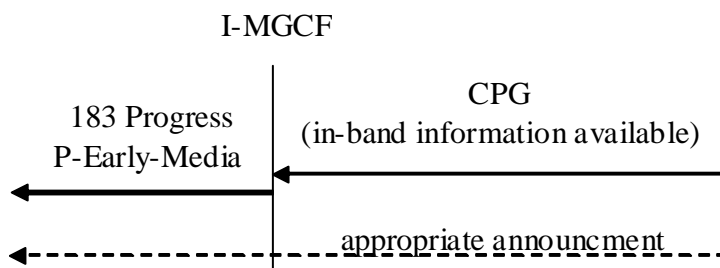 I-MGCF
183 Progress
P-Early-Media
CPG
(in-band information available)
appropriate announcment